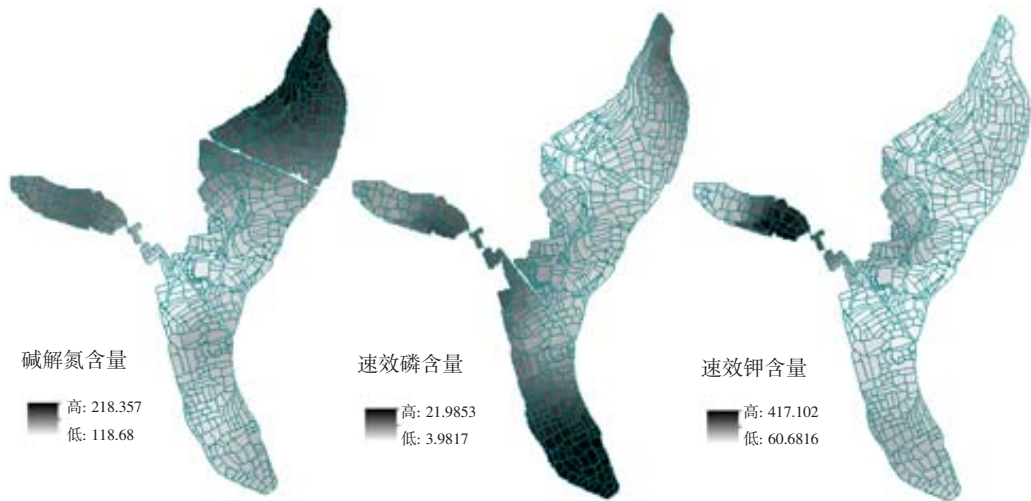 碱解氮含量
高: 218.357
低: 118.68
速效磷含量
高: 21.9853
低: 3.9817
速效钾含量
高: 417.102
低: 60.6816